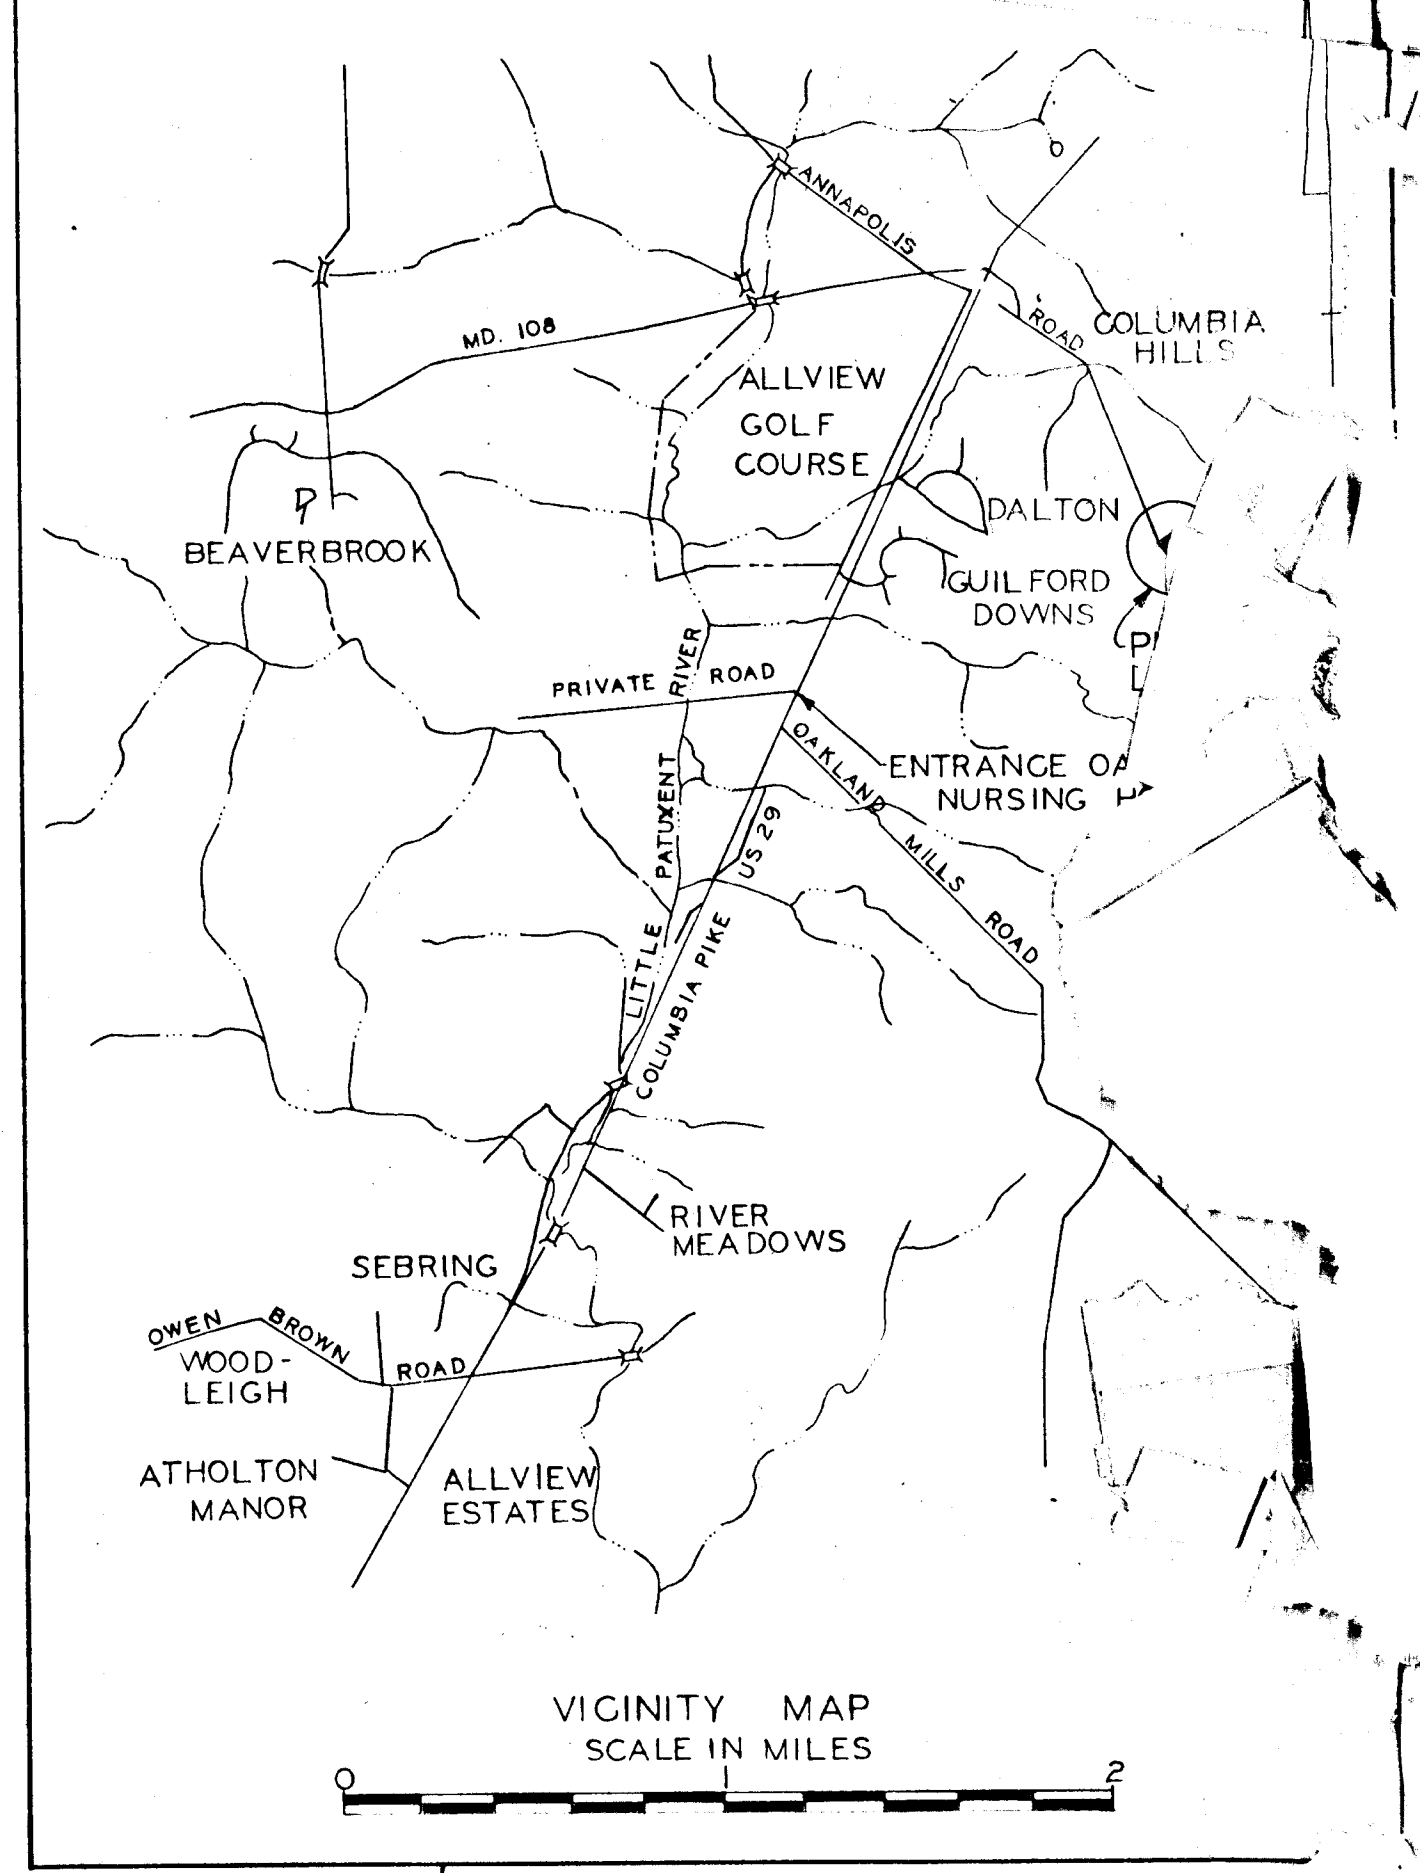 ANNAPOLIS
ROAD
COLUMBIA
HILLS
MD. 108
ALLVIEW
GOLF
COURSE
DALTON
BEAVERBROOK
GUILFORD
DOWNS
PRIVATE ROAD
RIVER
PATUXENT
LITTLE
OAKLAND MILLS ROAD
ENTRANCE OA
NURSING
US 29
COLUMBIA PIKE
RIVER
MEADOWS
SEBRING
OWEN BROWN ROAD
WOOD-
LEIGH
ATHOLTON
MANOR
ALLVIEW
ESTATES
VICINITY MAP
SCALE IN MILES
0 1 2